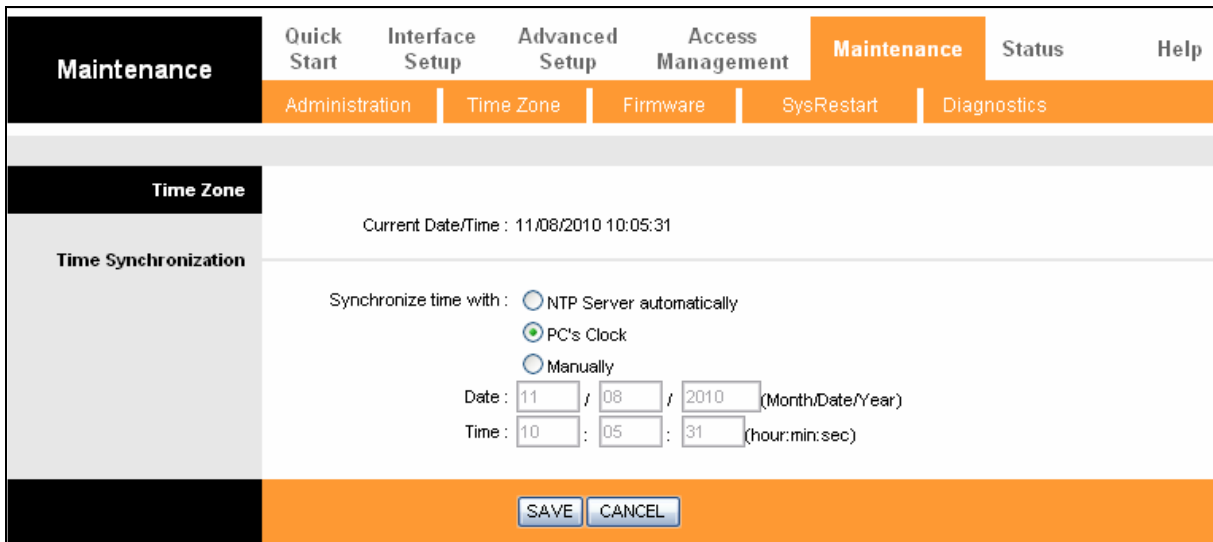 Maintenance
Quick Start
Interface Setup
Advanced Setup
Access Management
Maintenance
Status
Help
Administration
Time Zone
Firmware
SysRestart
Diagnostics
Time Zone
Current Date/Time : 11/08/2010 10:05:31
Time Synchronization
Synchronize time with : NTP Server automatically
PC's Clock
Manually
Date : 11 / 08 / 2010 (Month/Date/Year)
Time : 10 : 05 : 31 (hour:min:sec)
SAVE CANCEL